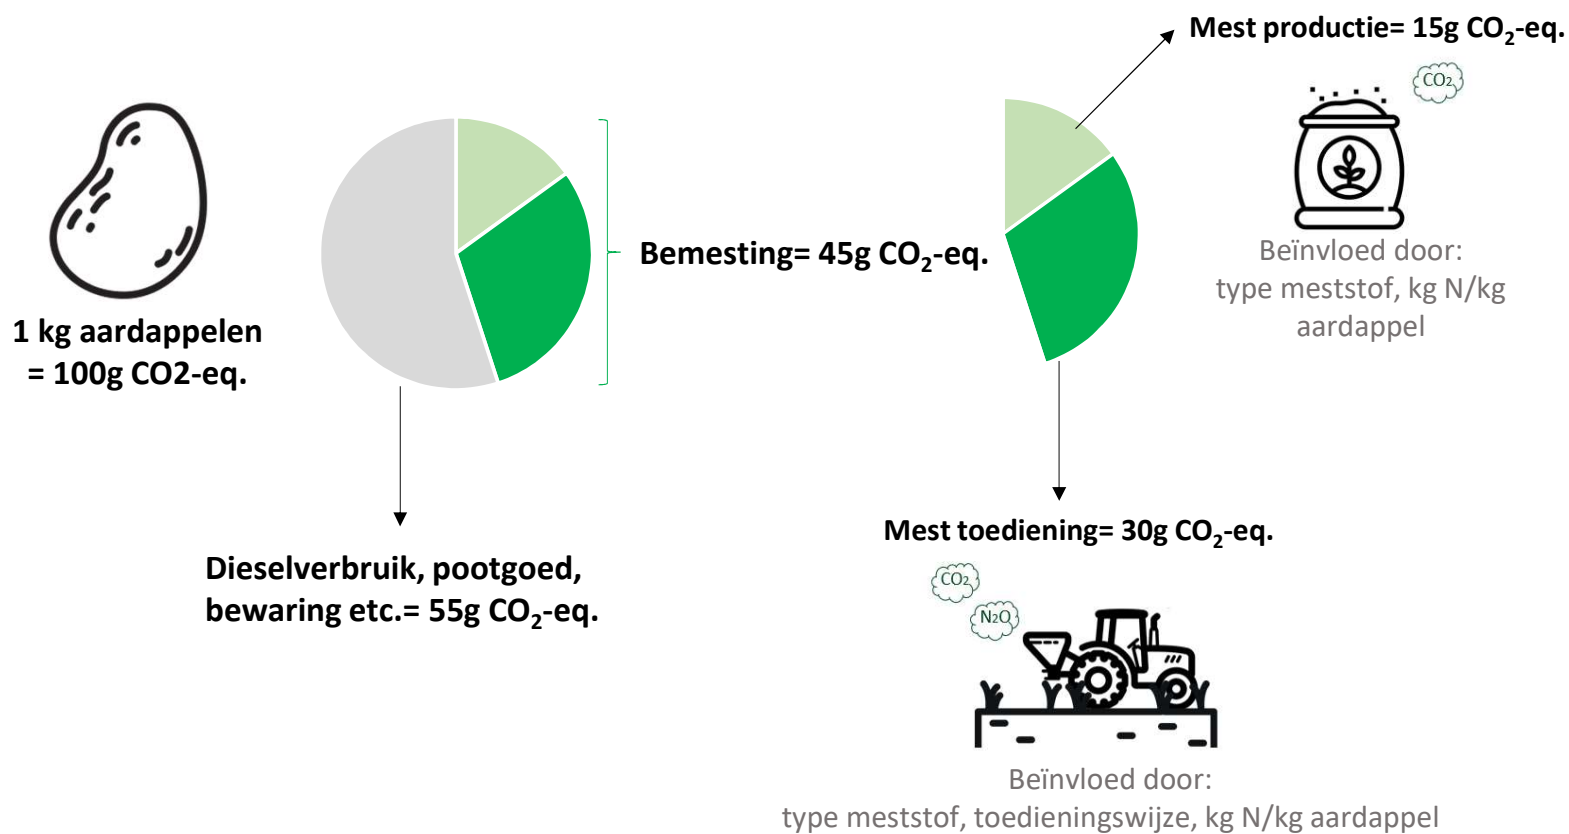 Mest productie= 15g CO₂-eq.
CO₂
Beïnvloed door:
type meststof, kg N/kg
aardappel
Bemesting= 45g CO₂-eq.
1 kg aardappelen
= 100g CO2-eq.
Dieselverbruik, pootgoed,
bewaring etc.= 55g CO₂-eq.
Mest toediening= 30g CO₂-eq.
CO₂
N₂O
Beïnvloed door:
type meststof, toedieningswijze, kg N/kg aardappel